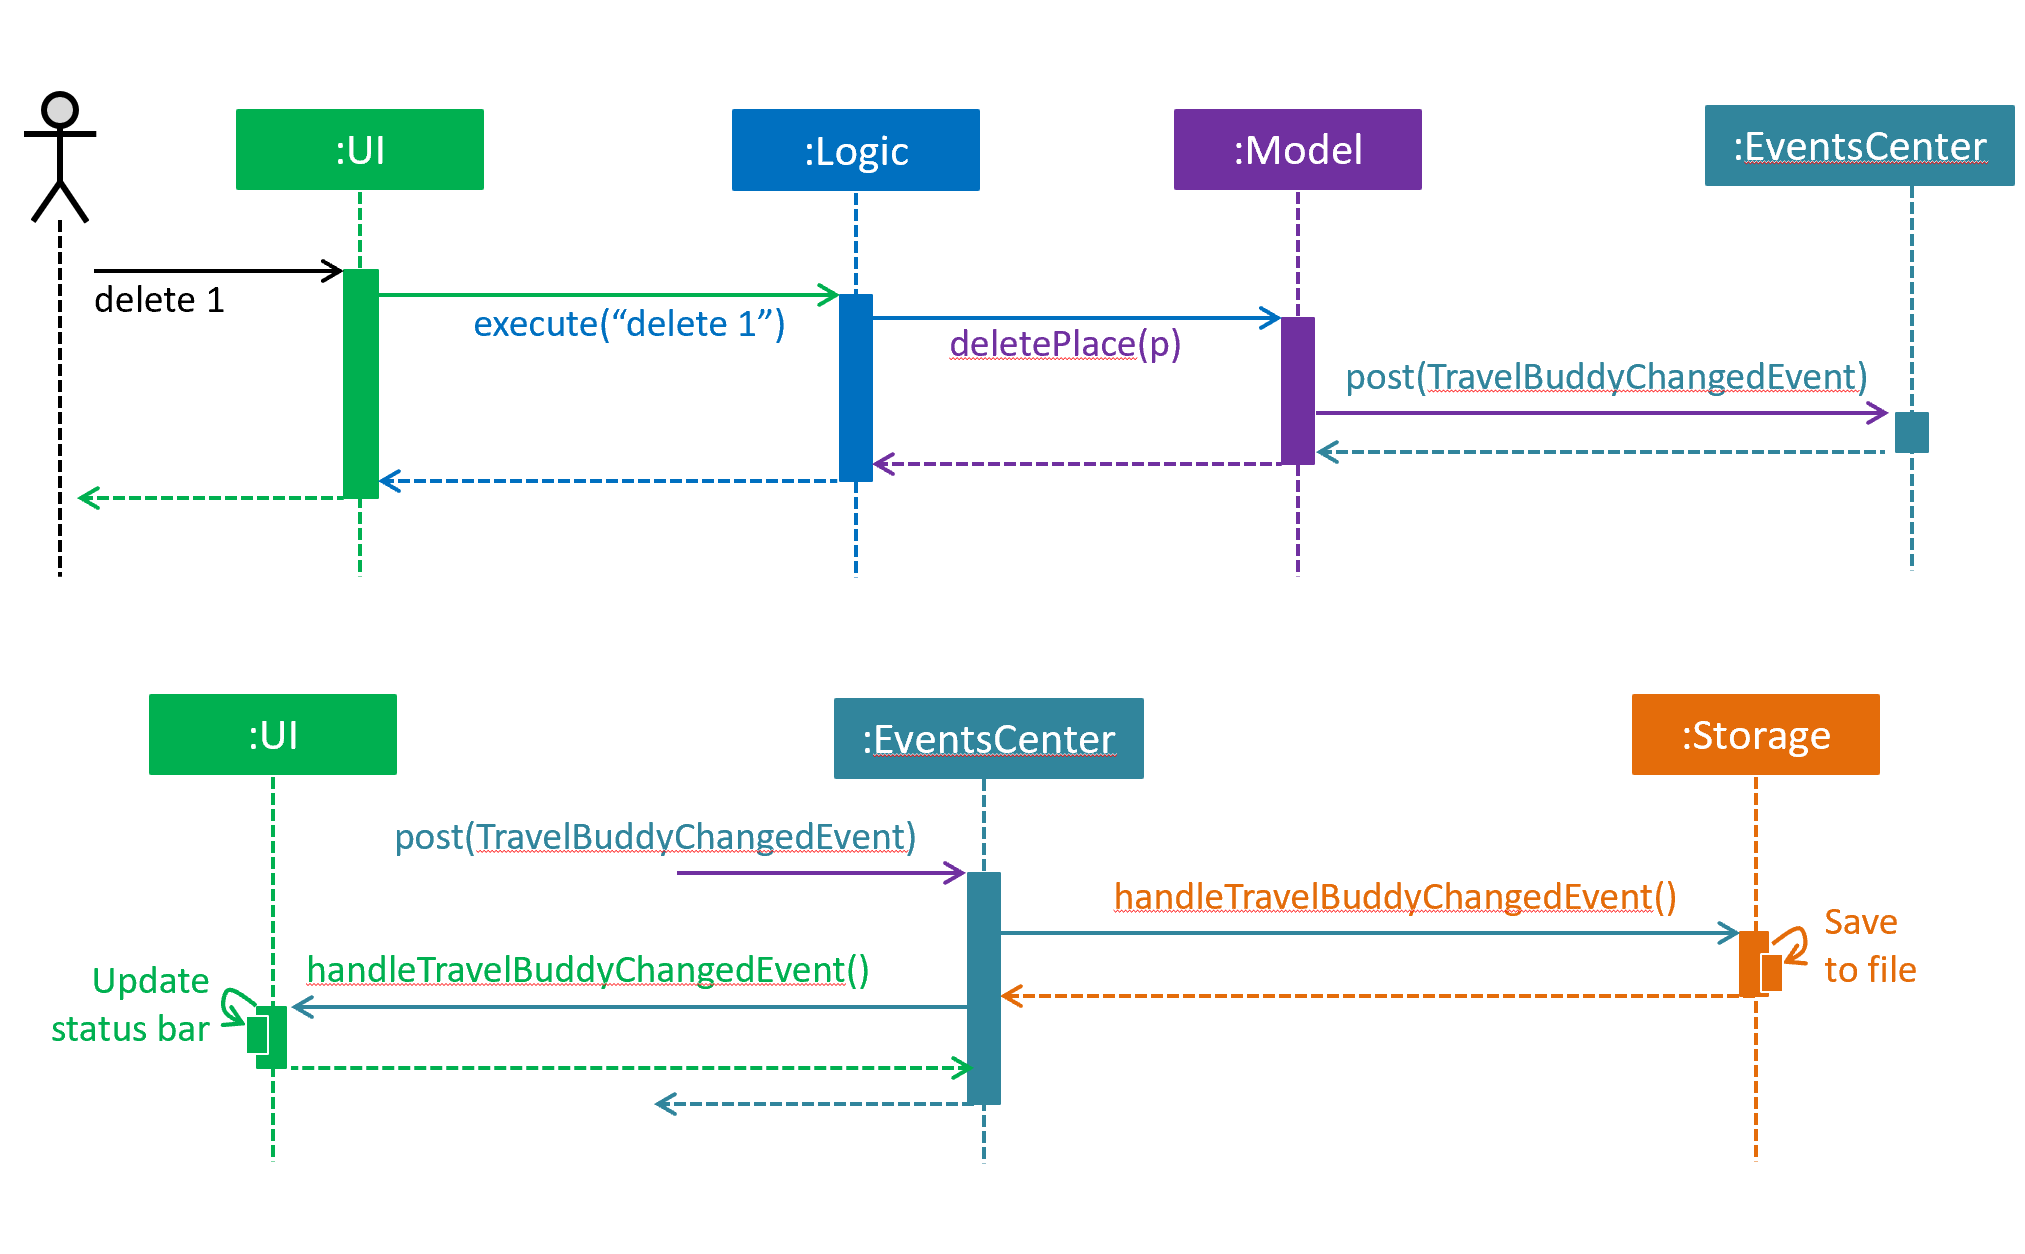 :UI
:Logic
:Model
:EventsCenter
delete 1
execute(“delete 1”)
deletePlace(p)
post(TravelBuddyChangedEvent)
:UI
:EventsCenter
:Storage
post(TravelBuddyChangedEvent)
handleTravelBuddyChangedEvent()
Save
to file
handleTravelBuddyChangedEvent()
Update
status bar